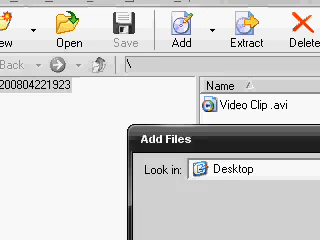 ew Open Save Add Extract Delete
Back \
200804221923 Name
Video Clip .avi
Add Files
Look in: Desktop